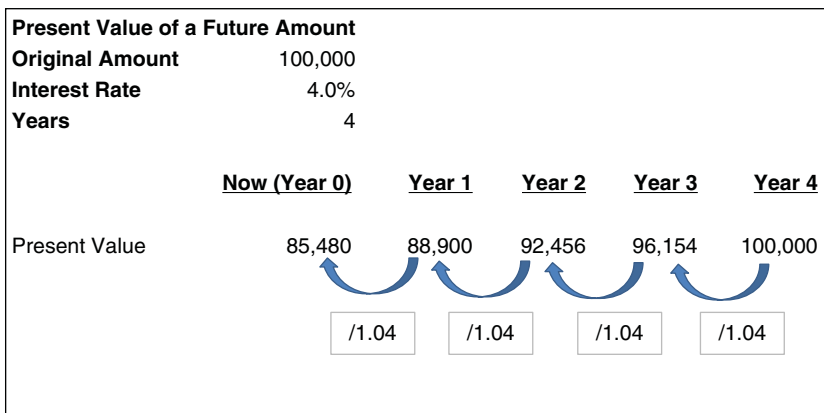 Present Value of a Future Amount
Original Amount 100,000
Interest Rate 4.0%
Years 4
Now (Year 0) Year 1 Year 2 Year 3 Year 4
Present Value 85,480 88,900 92,456 96,154 100,000
/1.04 /1.04 /1.04 /1.04